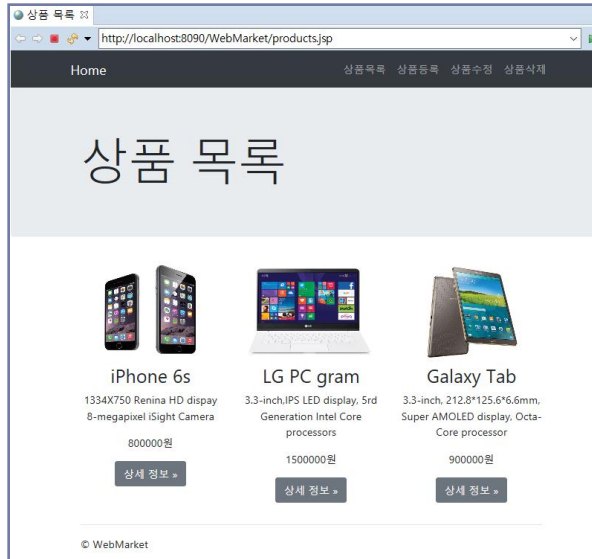 상품 목록
http://localhost:8090/WebMarket/products.jsp
Home 상품목록 상품등록 상품수정 상품삭제
상품 목록
iPhone 6s
1334X750 Renina HD dispay
8-megapixel iSight Camera
800000원
상세 정보 »
LG PC gram
3.3-inch,IPS LED display, 5rd
Generation Intel Core
processors
1500000원
상세 정보 »
Galaxy Tab
3.3-inch, 212.8*125.6*6.6mm,
Super AMOLED display, Octa-
Core processor
900000원
상세 정보 »
© WebMarket